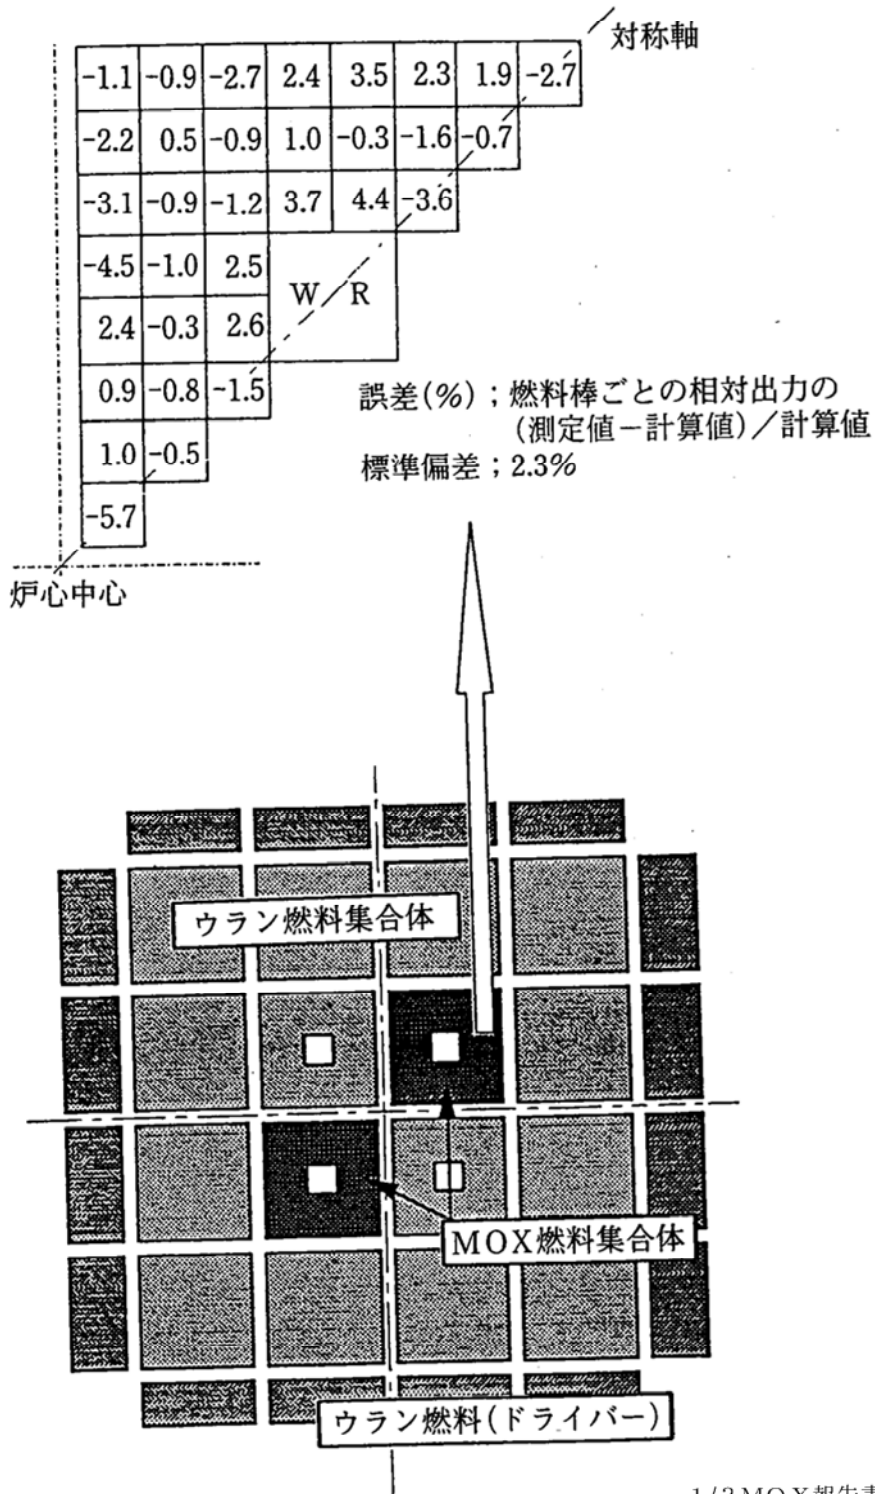 対称軸
-1.1 -0.9 -2.7 2.4 3.5 2.3 1.9 -2.7
-2.2 0.5 -0.9 1.0 -0.3 -1.6 -0.7
-3.1 -0.9 -1.2 3.7 4.4 -3.6
-4.5 -1.0 2.5
W R
2.4 -0.3 2.6
0.9 -0.8 -1.5
誤差(%);燃料棒ごとの相対出力の
(測定値−計算値)/計算値
1.0 -0.5
標準偏差;2.3%
-5.7
炉心中心
ウラン燃料集合体
MOX燃料集合体
ウラン燃料(ドライバー)